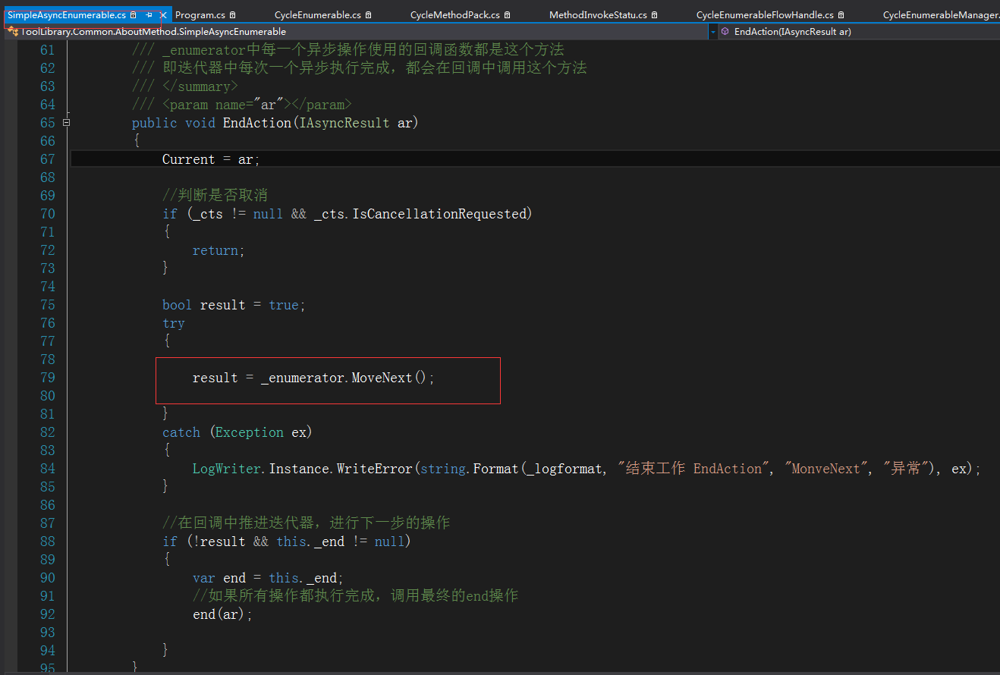 SimpleAsyncEnumerable.cs Program.cs CycleEnumerable.cs CycleMethodPack.cs MethodInvokeStatu.cs CycleEnumerableFlowHandle.cs CycleEnumerableManager.
ToolLibrary.Common.AboutMethod.SimpleAsyncEnumerable EndAction(IAsyncResult ar)
61 /// _enumerator中每一个异步操作使用的回调函数都是这个方法
62 /// 即迭代器中每次一个异步执行完成，都会在回调中调用这个方法
63 /// </summary>
64 /// <param name="ar"></param>
65 public void EndAction(IAsyncResult ar)
66 {
67 Current = ar;
68
69 //判断是否取消
70 if (_cts != null && _cts.IsCancellationRequested)
71 {
72 return;
73 }
74
75 bool result = true;
76 try
77 {
78
79 result = _enumerator.MoveNext();
80
81 }
82 catch (Exception ex)
83 {
84 LogWriter.Instance.WriteError(string.Format(_logformat, "结束工作 EndAction", "MonveNext", "异常"), ex);
85 }
86
87 //在回调中推进迭代器，进行下一步的操作
88 if (!result && this._end != null)
89 {
90 var end = this._end;
91 //如果所有操作都执行完成，调用最终的end操作
92 end(ar);
93
94 }
95 }